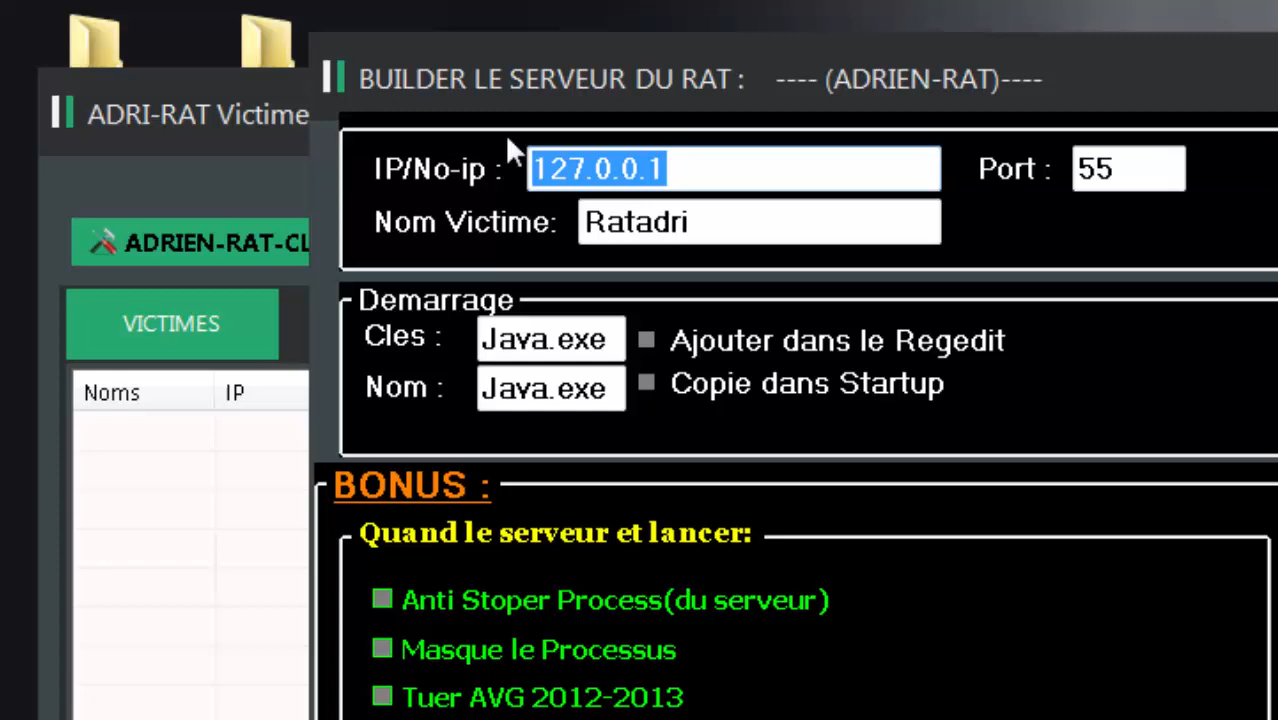 BUILDER LE SERVEUR DU RAT : ---- (ADRIEN-RAT)----
ADRI-RAT Victime
IP/No-ip : 127.0.0.1 Port : 55
Nom Victime: Ratadri
ADRIEN-RAT-CL
Demarrage
Cles : Java.exe Ajouter dans le Regedit
VICTIMES
Nom : Java.exe Copie dans Startup
Noms IP
BONUS :
Quand le serveur et lancer:
Anti Stoper Process(du serveur)
Masque le Processus
Tuer AVG 2012-2013